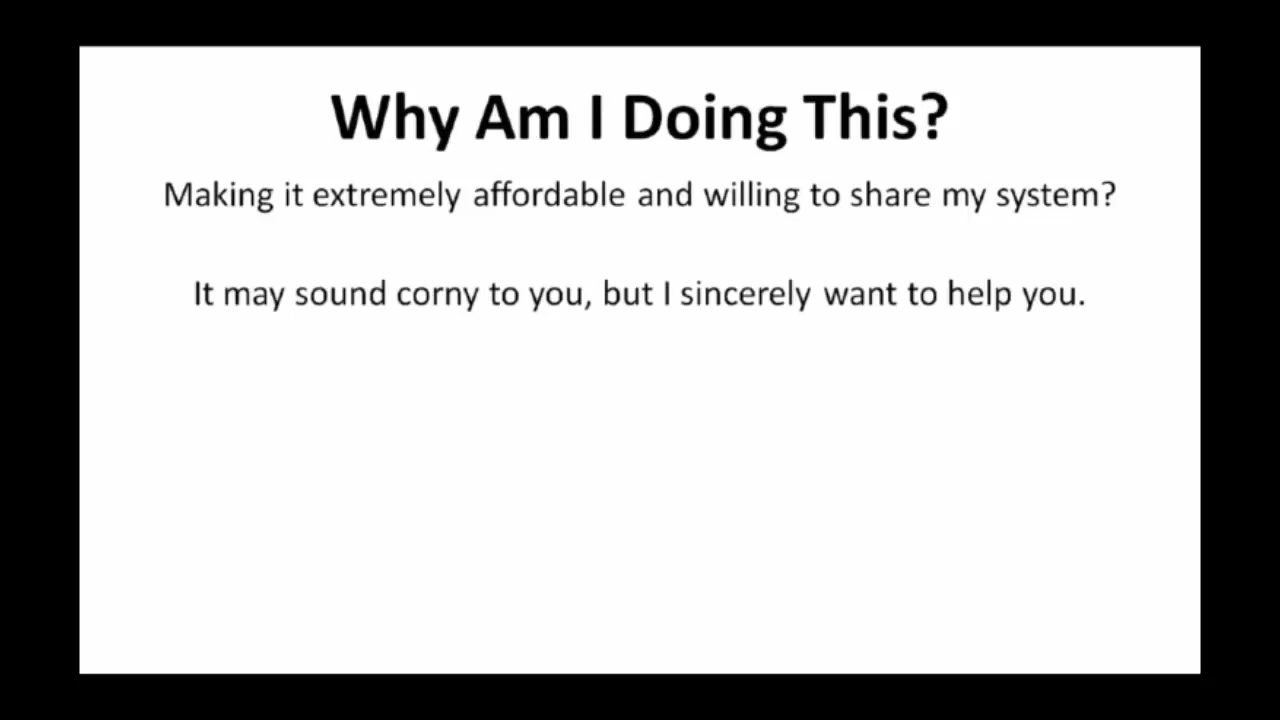 Why Am I Doing This?
Making it extremely affordable and willing to share my system?
It may sound corny to you, but I sincerely want to help you.